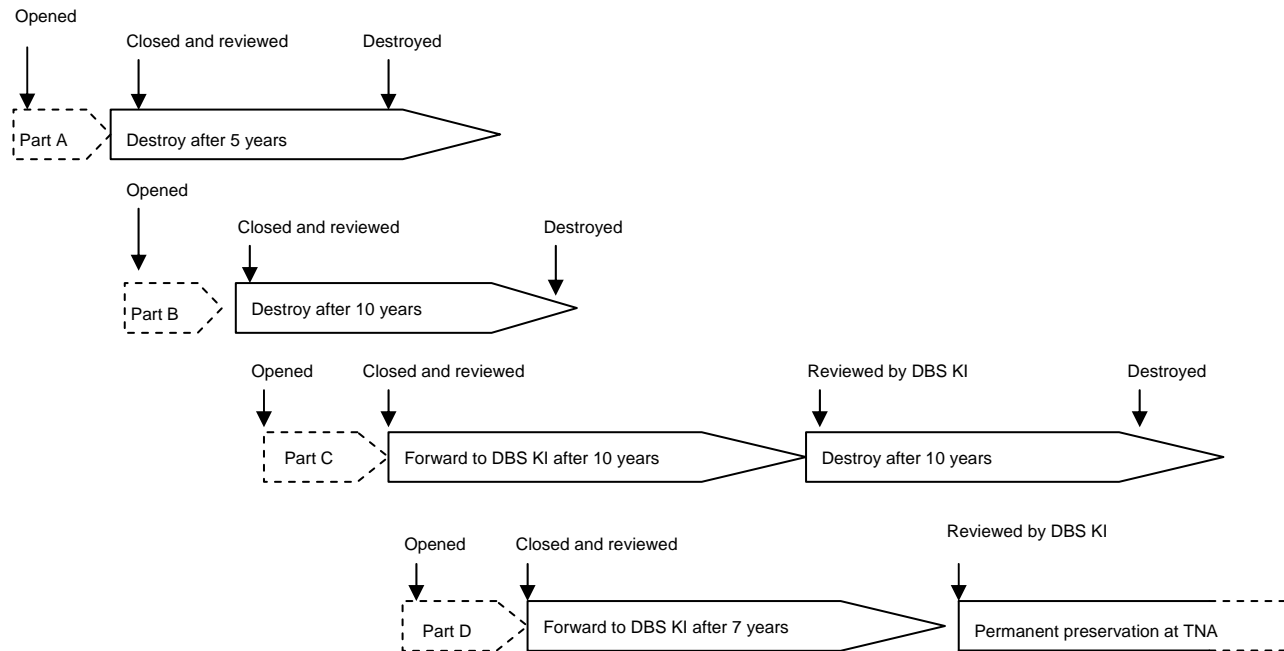 Opened
Closed and reviewed
Destroyed
Part A
Destroy after 5 years
Opened
Closed and reviewed
Destroyed
Part B
Destroy after 10 years
Opened
Closed and reviewed
Reviewed by DBS KI
Destroyed
Part C
Forward to DBS KI after 10 years
Destroy after 10 years
Opened
Closed and reviewed
Reviewed by DBS KI
Part D
Forward to DBS KI after 7 years
Permanent preservation at TNA